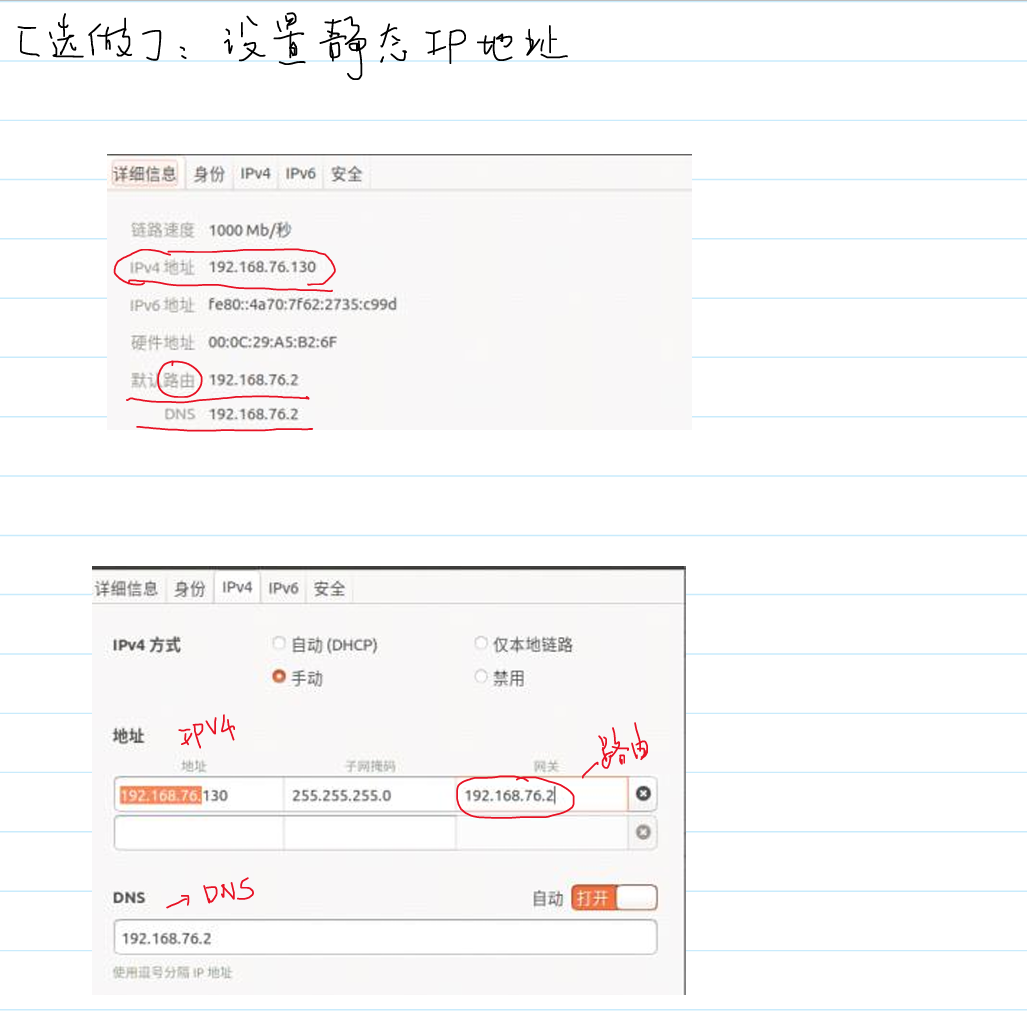 [选做]：设置静态IP地址
详细信息 身份 IPv4 IPv6 安全
链路速度 1000 Mb/秒
IPv4 地址 192.168.76.130
IPv6 地址 fe80::4a70:7f62:2735:c99d
硬件地址 00:0C:29:A5:B2:6F
默认路由 192.168.76.2
DNS 192.168.76.2
详细信息 身份 IPv4 IPv6 安全
IPv4 方式 自动 (DHCP) 仅本地链路
手动 禁用
地址 IPV4 路由
地址 子网掩码 网关
192.168.76.130 255.255.255.0 192.168.76.2
DNS → DNS 自动 打开
192.168.76.2
使用逗号分隔 IP 地址